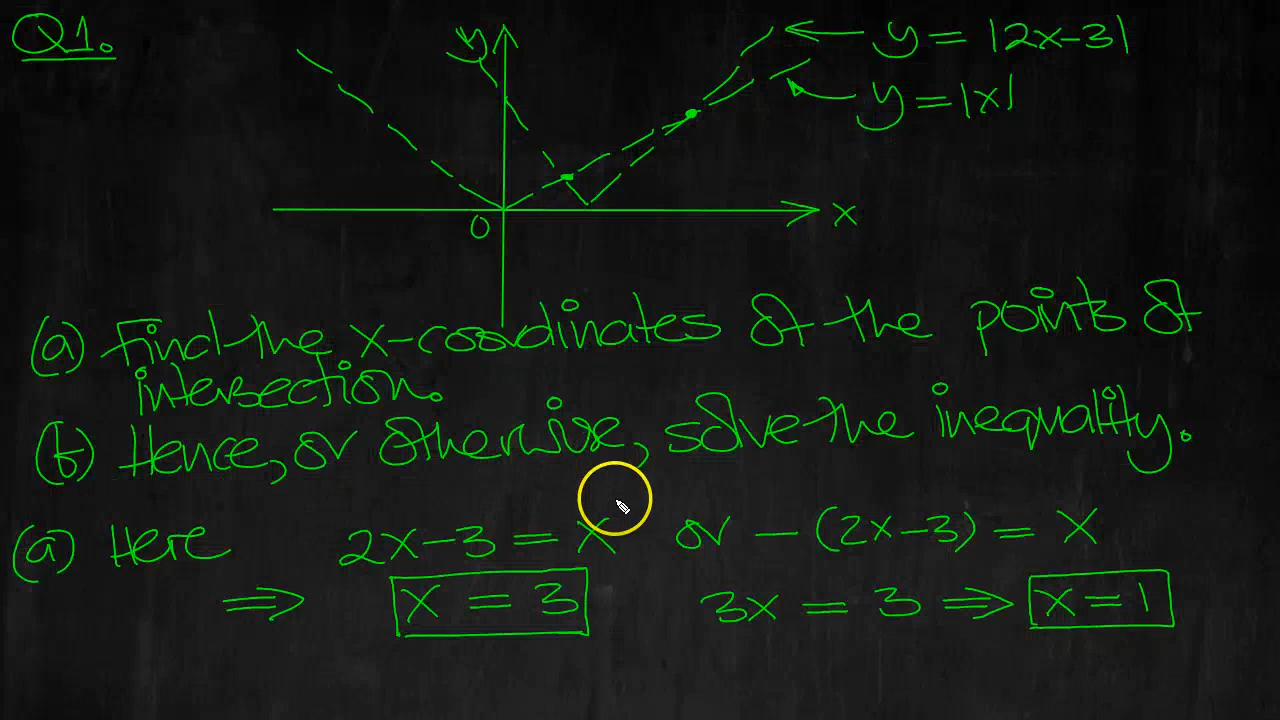 Q1.
y
y = |2x-3|
y = |x|
0
x
(a) Find the x-coordinates of the points of
intersection.
(b) Hence, or otherwise, solve the inequality.
(a) Here 2x-3 = x or -(2x-3) = x
⇒ x = 3 3x = 3 ⇒ x = 1